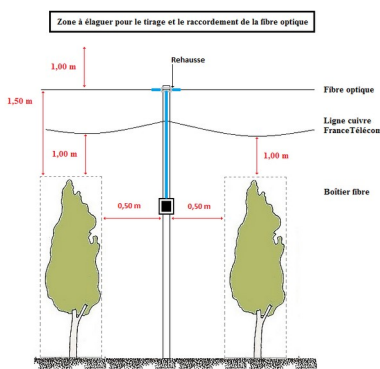 Zone à élaguer pour le tirage et le raccordement de la fibre optique
Rehausse
1,00 m
Fibre optique
1,50 m
Ligne cuivre
FranceTélécom
1,00 m
1,00 m
Boîtier fibre
0,50 m
0,50 m